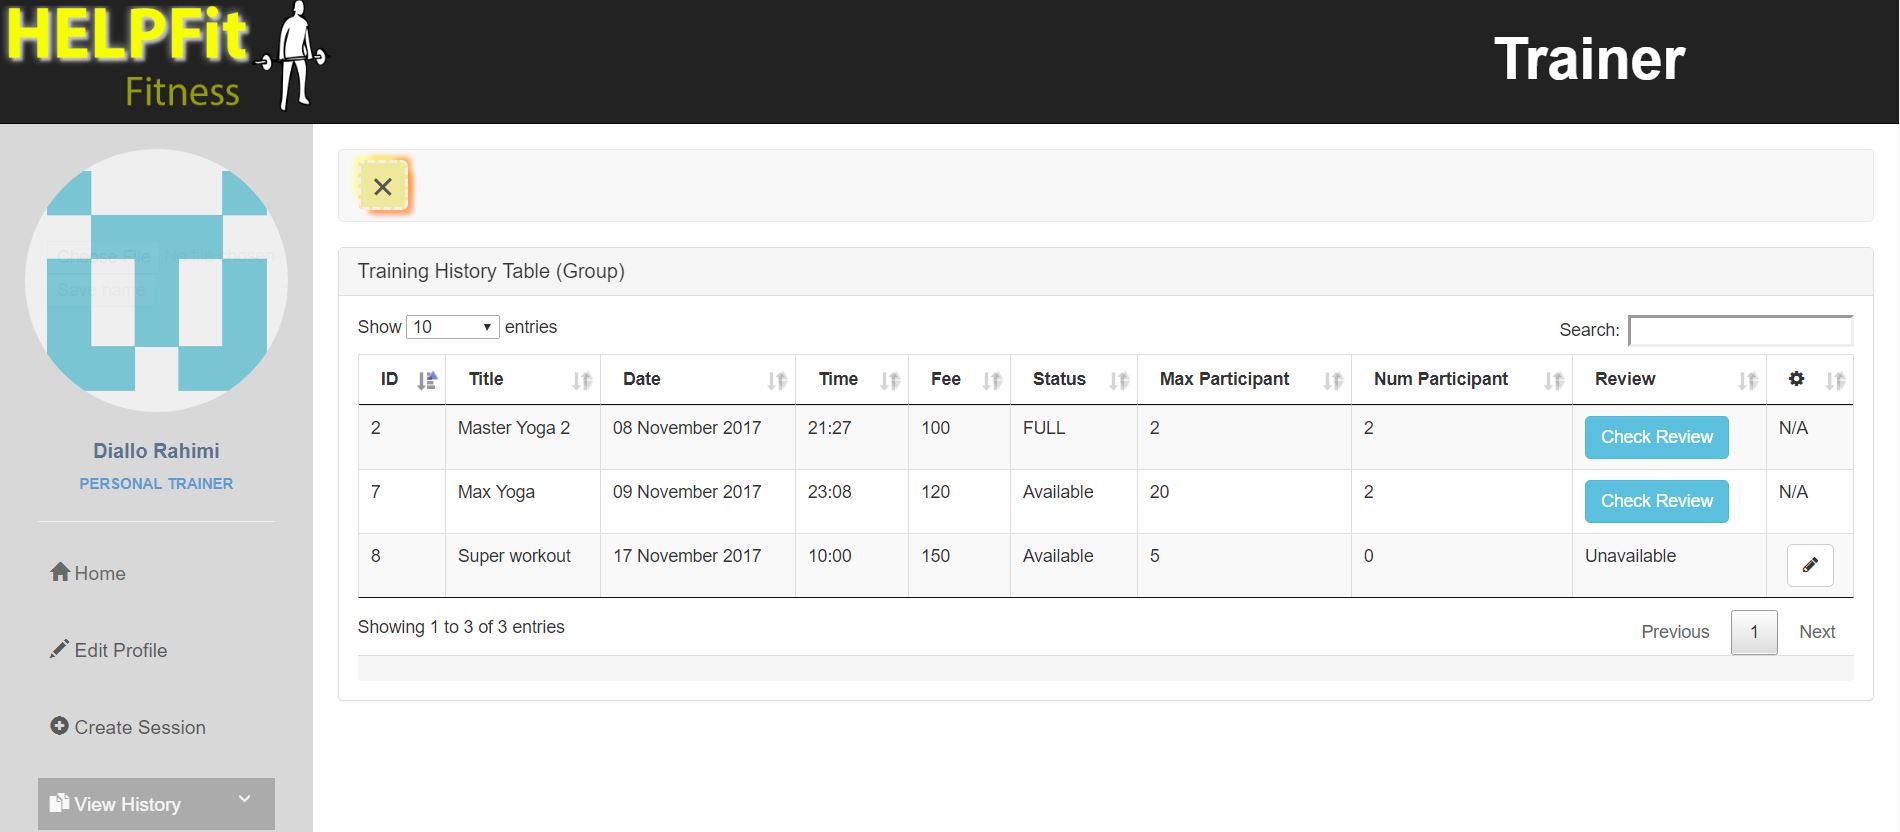 HELPFit
Fitness
Trainer
Choose File No file chosen
Save name
Diallo Rahimi
PERSONAL TRAINER
Home
Edit Profile
Create Session
View History
Training History Table (Group)
Show 10 entries
Search:
ID Title Date Time Fee Status Max Participant Num Participant Review
2 Master Yoga 2 08 November 2017 21:27 100 FULL 2 2 Check Review N/A
7 Max Yoga 09 November 2017 23:08 120 Available 20 2 Check Review N/A
8 Super workout 17 November 2017 10:00 150 Available 5 0 Unavailable
Showing 1 to 3 of 3 entries
Previous 1 Next